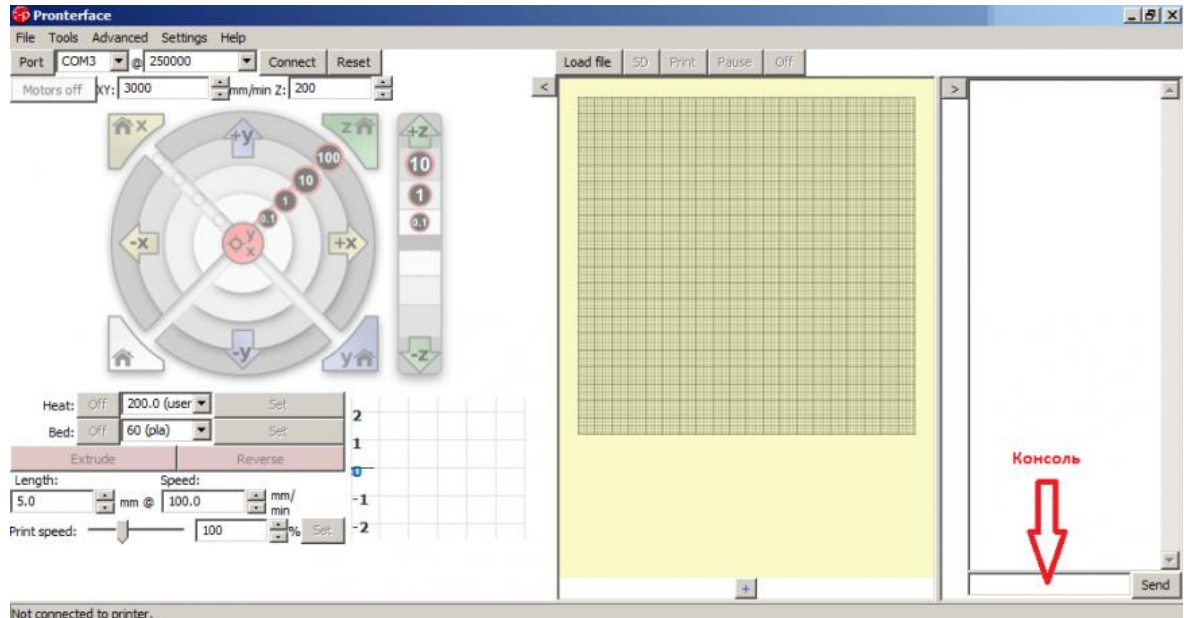 Pronterface
File Tools Advanced Settings Help
Port COM3 @ 250000 Connect Reset
Load file SD Print Pause Off
Motors off XY: 3000 mm/min Z: 200
< >
x z
+y +z
100 10
10 1
1 0.1
0.1
-x y x +x
-y y -z
Heat: Off 200.0 (user Set
Bed: Off 60 (pla) Set
Extrude Reverse
Length: Speed:
5.0 mm @ 100.0 mm/
min
Print speed: 100 % Set
2
1
0
-1
-2
+
Консоль
Send
Not connected to printer.